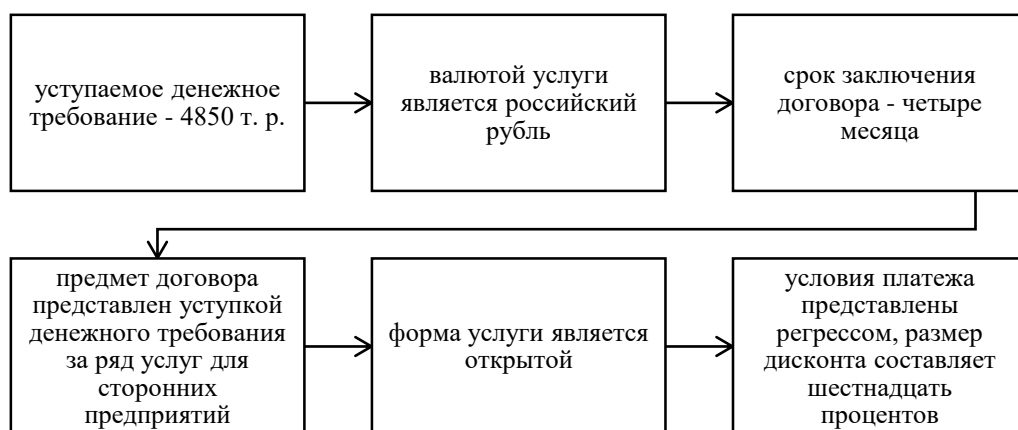 уступаемое денежное
требование - 4850 т. р.
валютой услуги
является российский
рубль
срок заключения
договора - четыре
месяца
предмет договора
представлен уступкой
денежного требования
за ряд услуг для
сторонних
предприятий
форма услуги является
открытой
условия платежа
представлены
регрессом, размер
дисконта составляет
шестнадцать
процентов